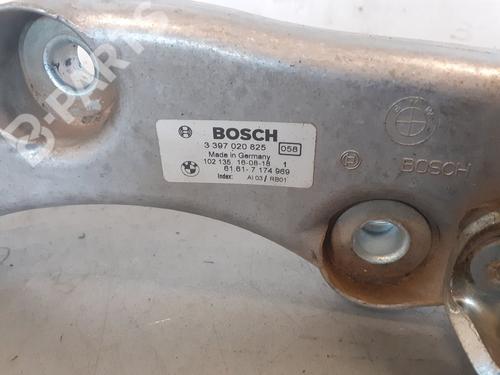 B-PARTS
BOSCH
3 397 020 825 058
Made in Germany
102 135 16-08-18 1
61.61- 7 174 969
Index: AI 03 / RB01
BOSCH